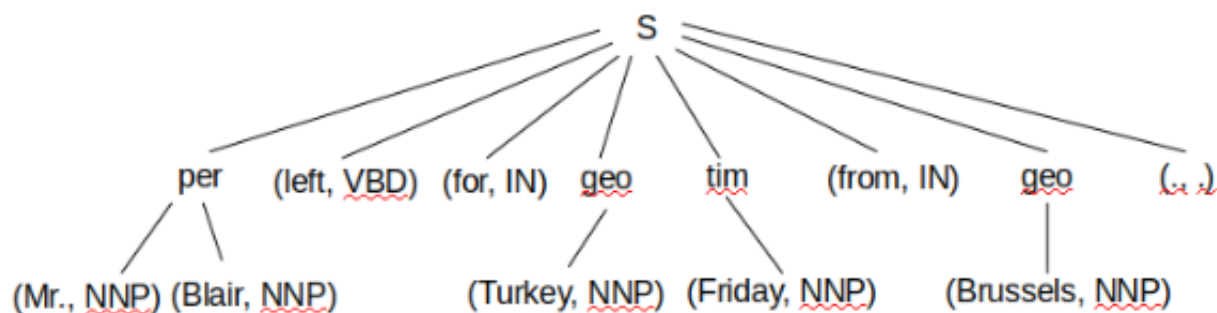 S
per (left, VBD) (for, IN) geo tim (from, IN) geo (., .)
(Mr., NNP) (Blair, NNP) (Turkey, NNP) (Friday, NNP) (Brussels, NNP)